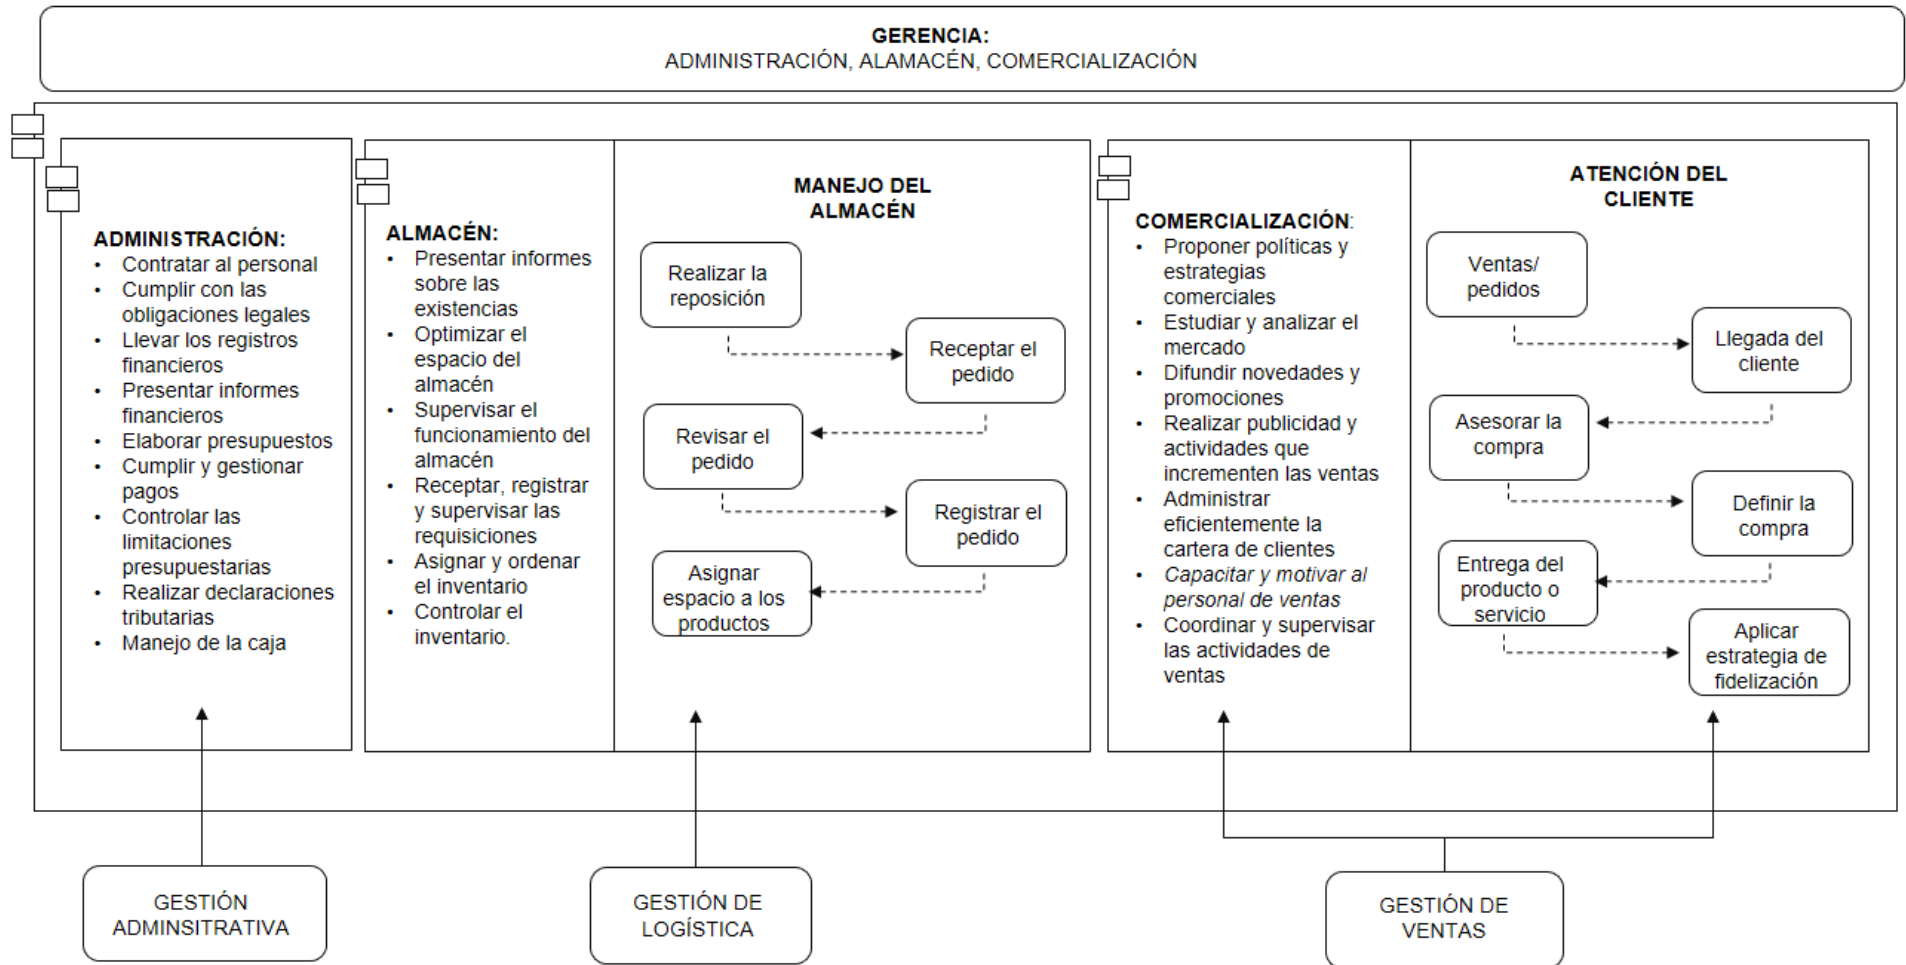 GERENCIA:
ADMINISTRACIÓN, ALAMACÉN, COMERCIALIZACIÓN
ADMINISTRACIÓN:
• Contratar al personal
• Cumplir con las
obligaciones legales
• Llevar los registros
financieros
• Presentar informes
financieros
• Elaborar presupuestos
• Cumplir y gestionar
pagos
• Controlar las
limitaciones
presupuestarias
• Realizar declaraciones
tributarias
• Manejo de la caja
ALMACÉN:
• Presentar informes
sobre las
existencias
• Optimizar el
espacio del
almacén
• Supervisar el
funcionamiento del
almacén
• Receptar, registrar
y supervisar las
requisiciones
• Asignar y ordenar
el inventario
• Controlar el
inventario.
MANEJO DEL
ALMACÉN
Realizar la
reposición
Receptar el
pedido
Revisar el
pedido
Registrar el
pedido
Asignar
espacio a los
productos
COMERCIALIZACIÓN:
• Proponer políticas y
estrategias
comerciales
• Estudiar y analizar el
mercado
• Difundir novedades y
promociones
• Realizar publicidad y
actividades que
incrementen las ventas
• Administrar
eficientemente la
cartera de clientes
• Capacitar y motivar al
personal de ventas
• Coordinar y supervisar
las actividades de
ventas
ATENCIÓN DEL
CLIENTE
Ventas/
pedidos
Llegada del
cliente
Asesorar la
compra
Definir la
compra
Entrega del
producto o
servicio
Aplicar
estrategia de
fidelización
GESTIÓN
ADMINSITRATIVA
GESTIÓN DE
LOGÍSTICA
GESTIÓN DE
VENTAS